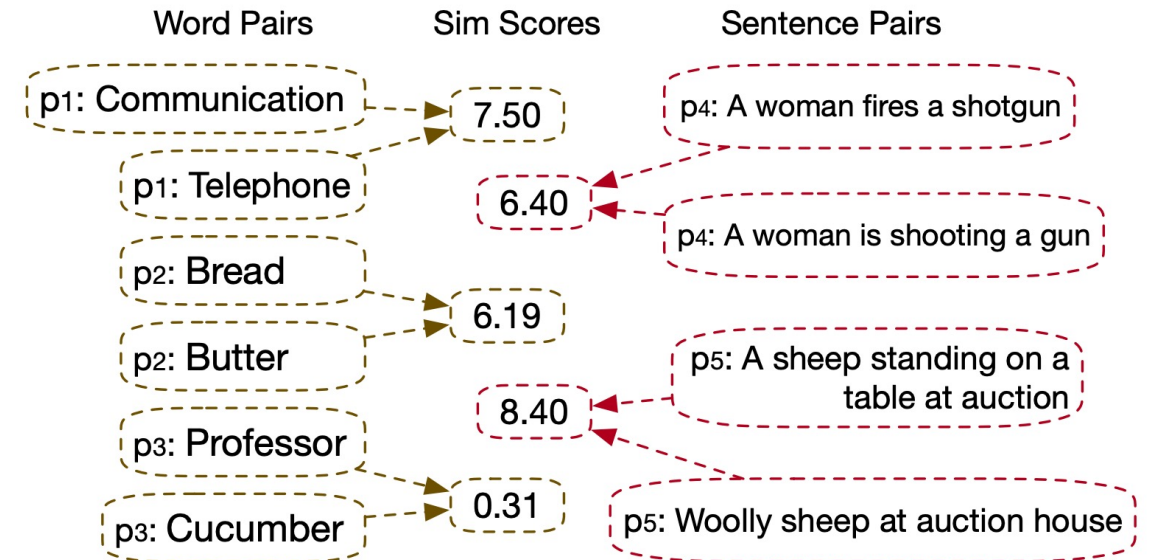 Word Pairs
Sim Scores
Sentence Pairs
p1: Communication
7.50
p4: A woman fires a shotgun
p1: Telephone
6.40
p4: A woman is shooting a gun
p2: Bread
6.19
p2: Butter
p5: A sheep standing on a
table at auction
8.40
p3: Professor
0.31
p3: Cucumber
p5: Woolly sheep at auction house